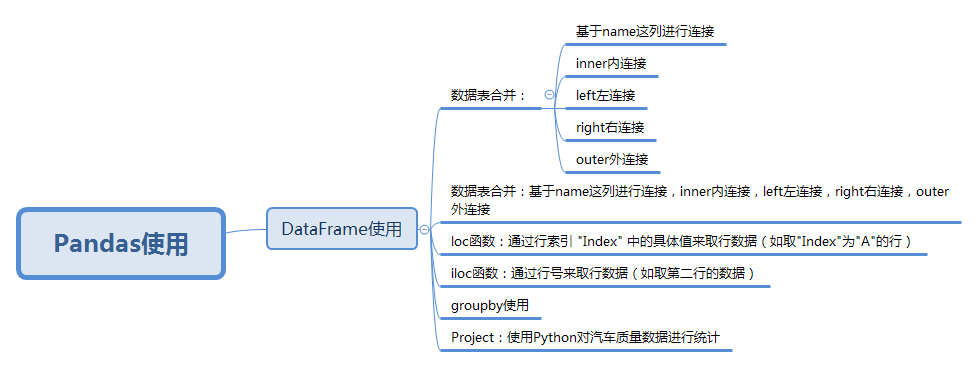 Pandas使用
DataFrame使用
数据表合并：
基于name这列进行连接
inner内连接
left左连接
right右连接
outer外连接
数据表合并：基于name这列进行连接，inner内连接，left左连接，right右连接，outer
外连接
loc函数：通过行索引 "Index" 中的具体值来取行数据（如取"Index"为"A"的行）
iloc函数：通过行号来取行数据（如取第二行的数据）
groupby使用
Project：使用Python对汽车质量数据进行统计